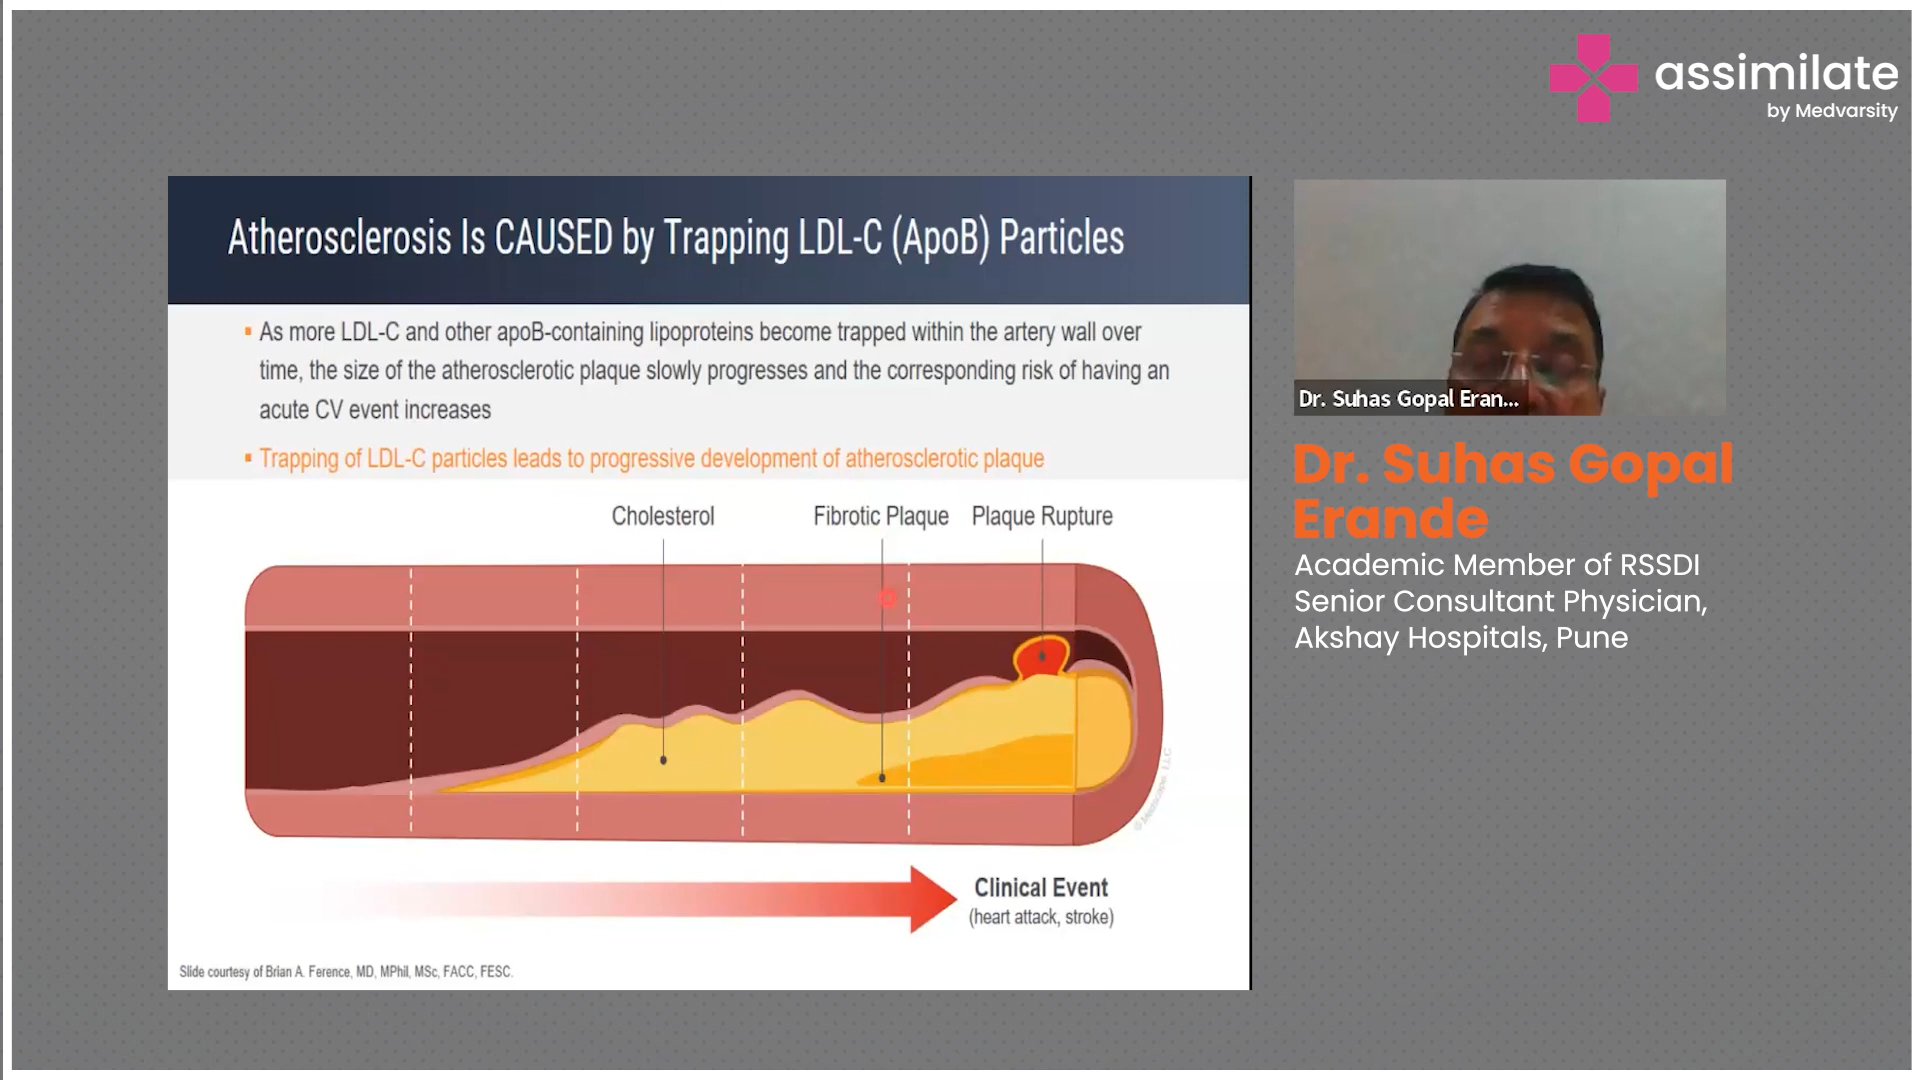 assimilate
by Medvarsity
Atherosclerosis Is CAUSED by Trapping LDL-C (ApoB) Particles
As more LDL-C and other apoB-containing lipoproteins become trapped within the artery wall over
time, the size of the atherosclerotic plaque slowly progresses and the corresponding risk of having an
acute CV event increases
Trapping of LDL-C particles leads to progressive development of atherosclerotic plaque
Cholesterol
Fibrotic Plaque
Plaque Rupture
© Medscape, LLC
Clinical Event
(heart attack, stroke)
Slide courtesy of Brian A. Ference, MD, MPhil, MSc, FACC, FESC.
Dr. Suhas Gopal Eran...
Dr. Suhas Gopal
Erande
Academic Member of RSSDI
Senior Consultant Physician,
Akshay Hospitals, Pune